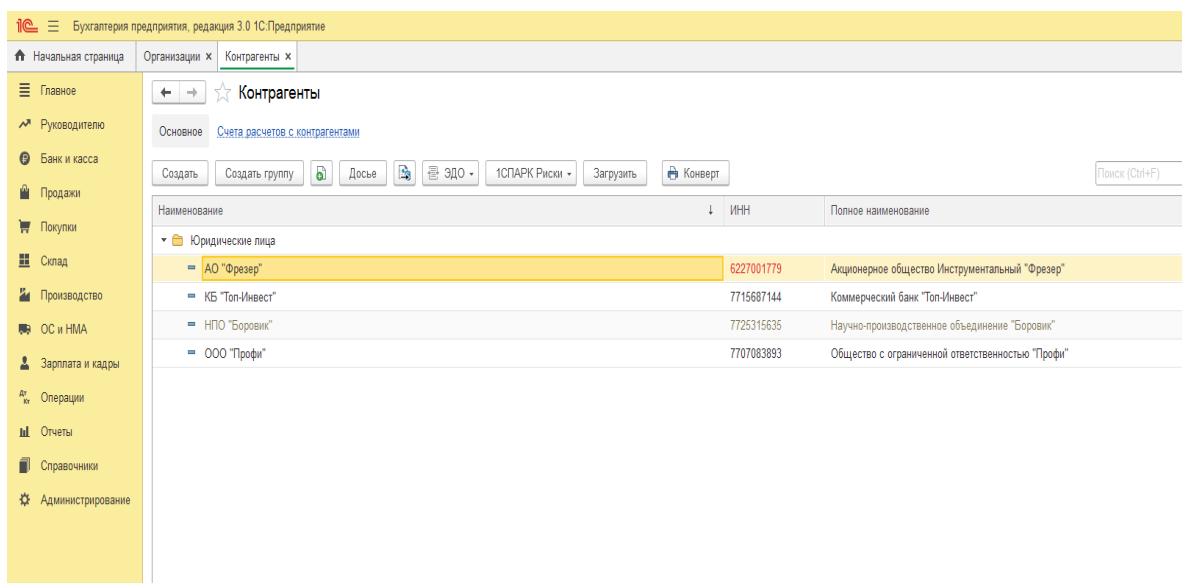 1С Бухгалтерия предприятия, редакция 3.0 1С:Предприятие
Начальная страница Организации × Контрагенты ×
Главное
Руководителю
Банк и касса
Продажи
Покупки
Склад
Производство
ОС и НМА
Зарплата и кадры
Дт Кт Операции
Отчеты
Справочники
Администрирование
Контрагенты
Основное Счета расчетов с контрагентами
Создать Создать группу Досье ЭДО 1СПАРК Риски Загрузить Конверт Поиск (Ctrl+F)
Наименование ↓ ИНН Полное наименование
Юридические лица
АО "Фрезер" 6227001779 Акционерное общество Инструментальный "Фрезер"
КБ "Топ-Инвест" 7715687144 Коммерческий банк "Топ-Инвест"
НПО "Боровик" 7725315635 Научно-производственное объединение "Боровик"
ООО "Профи" 7707083893 Общество с ограниченной ответственностью "Профи"